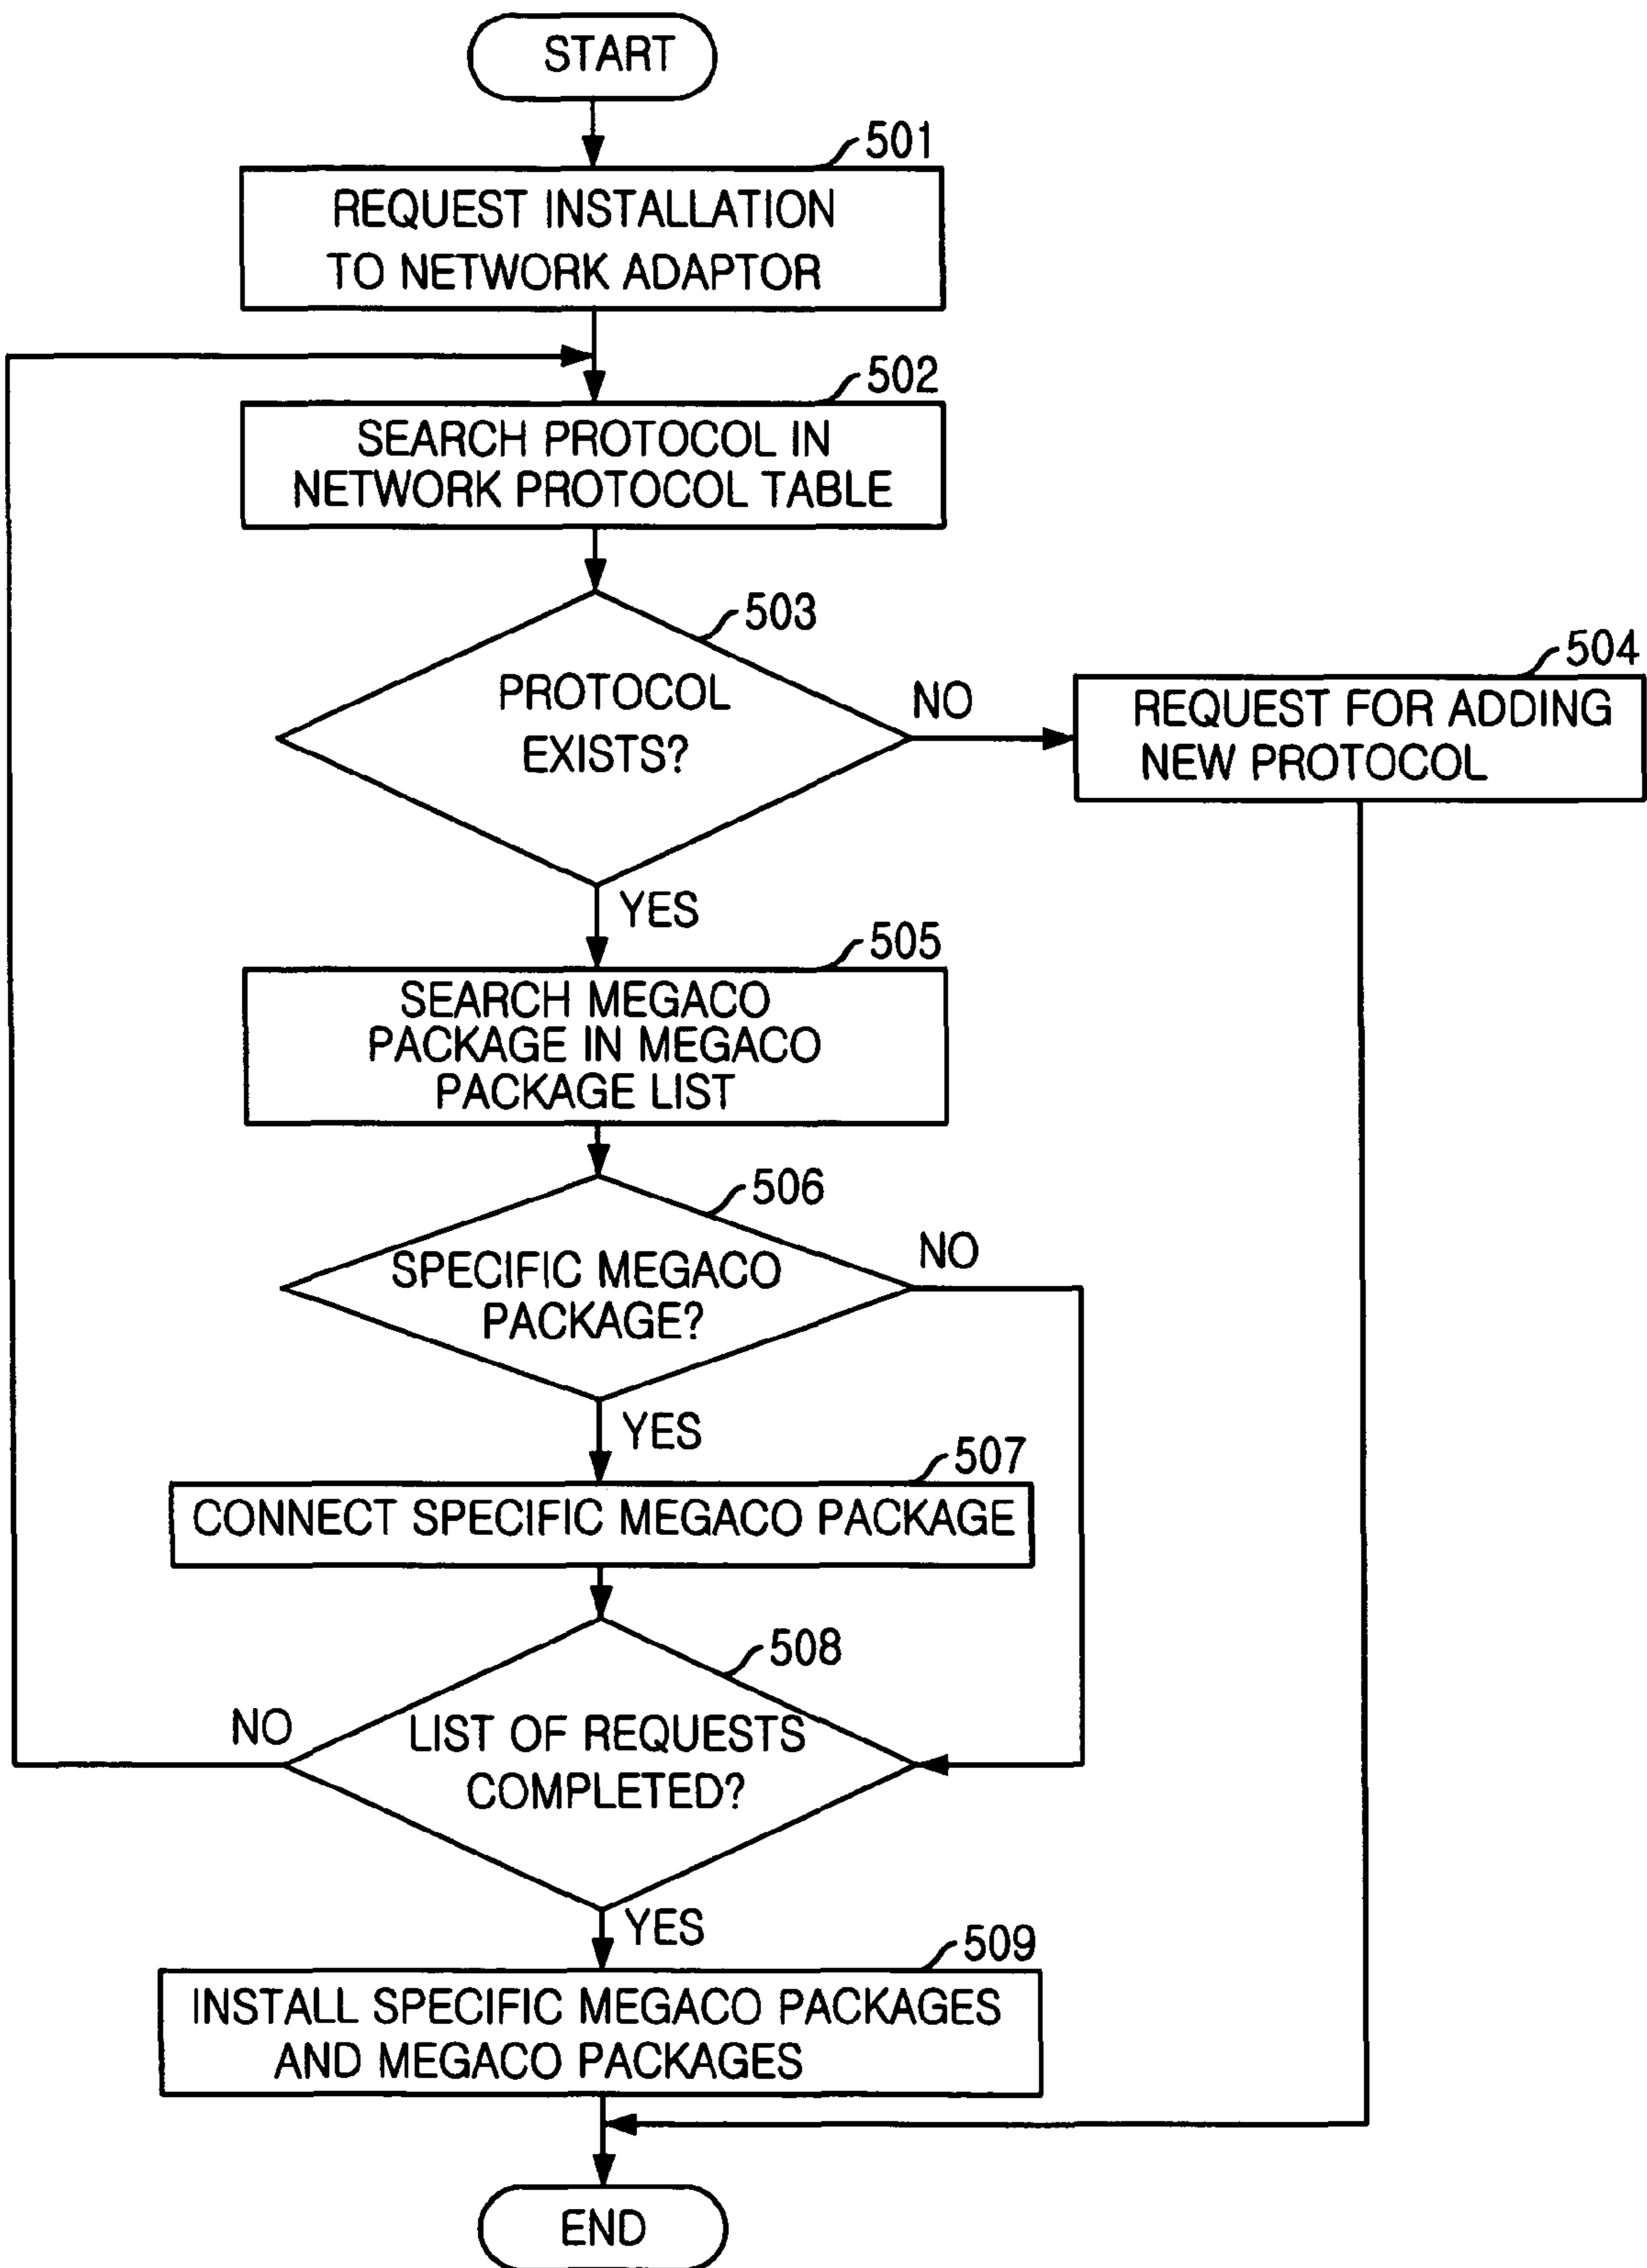 START
501
REQUEST INSTALLATION
TO NETWORK ADAPTOR
502
SEARCH PROTOCOL IN
NETWORK PROTOCOL TABLE
503
PROTOCOL
EXISTS?
NO
504
REQUEST FOR ADDING
NEW PROTOCOL
YES
505
SEARCH MEGACO
PACKAGE IN MEGACO
PACKAGE LIST
506
SPECIFIC MEGACO
PACKAGE?
NO
YES
507
CONNECT SPECIFIC MEGACO PACKAGE
508
NO
LIST OF REQUESTS
COMPLETED?
YES
509
INSTALL SPECIFIC MEGACO PACKAGES
AND MEGACO PACKAGES
END